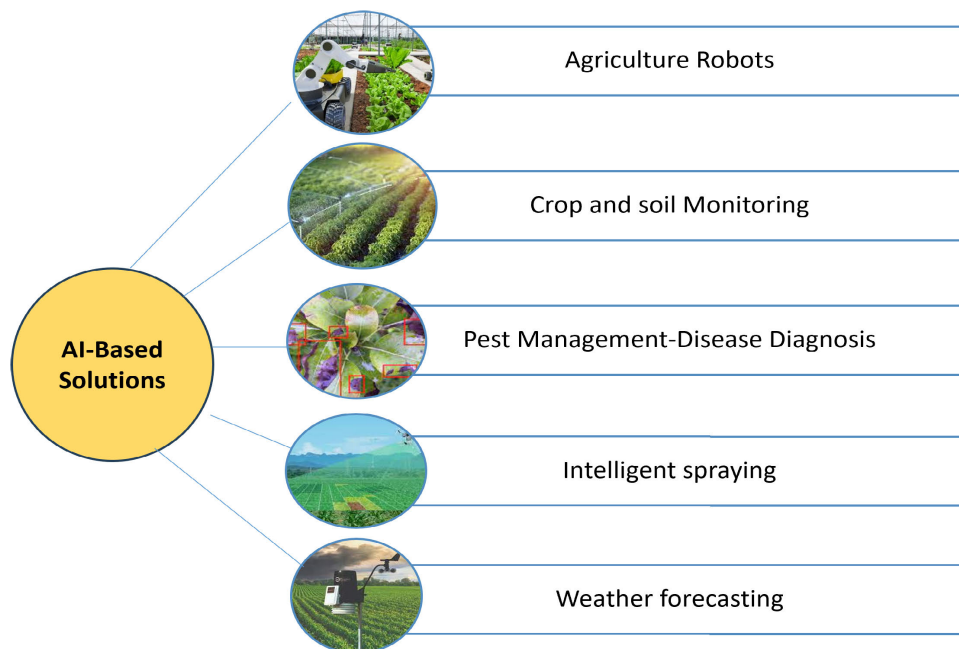 Agriculture Robots
Crop and soil Monitoring
AI-Based
Solutions
Pest Management-Disease Diagnosis
Intelligent spraying
Weather forecasting